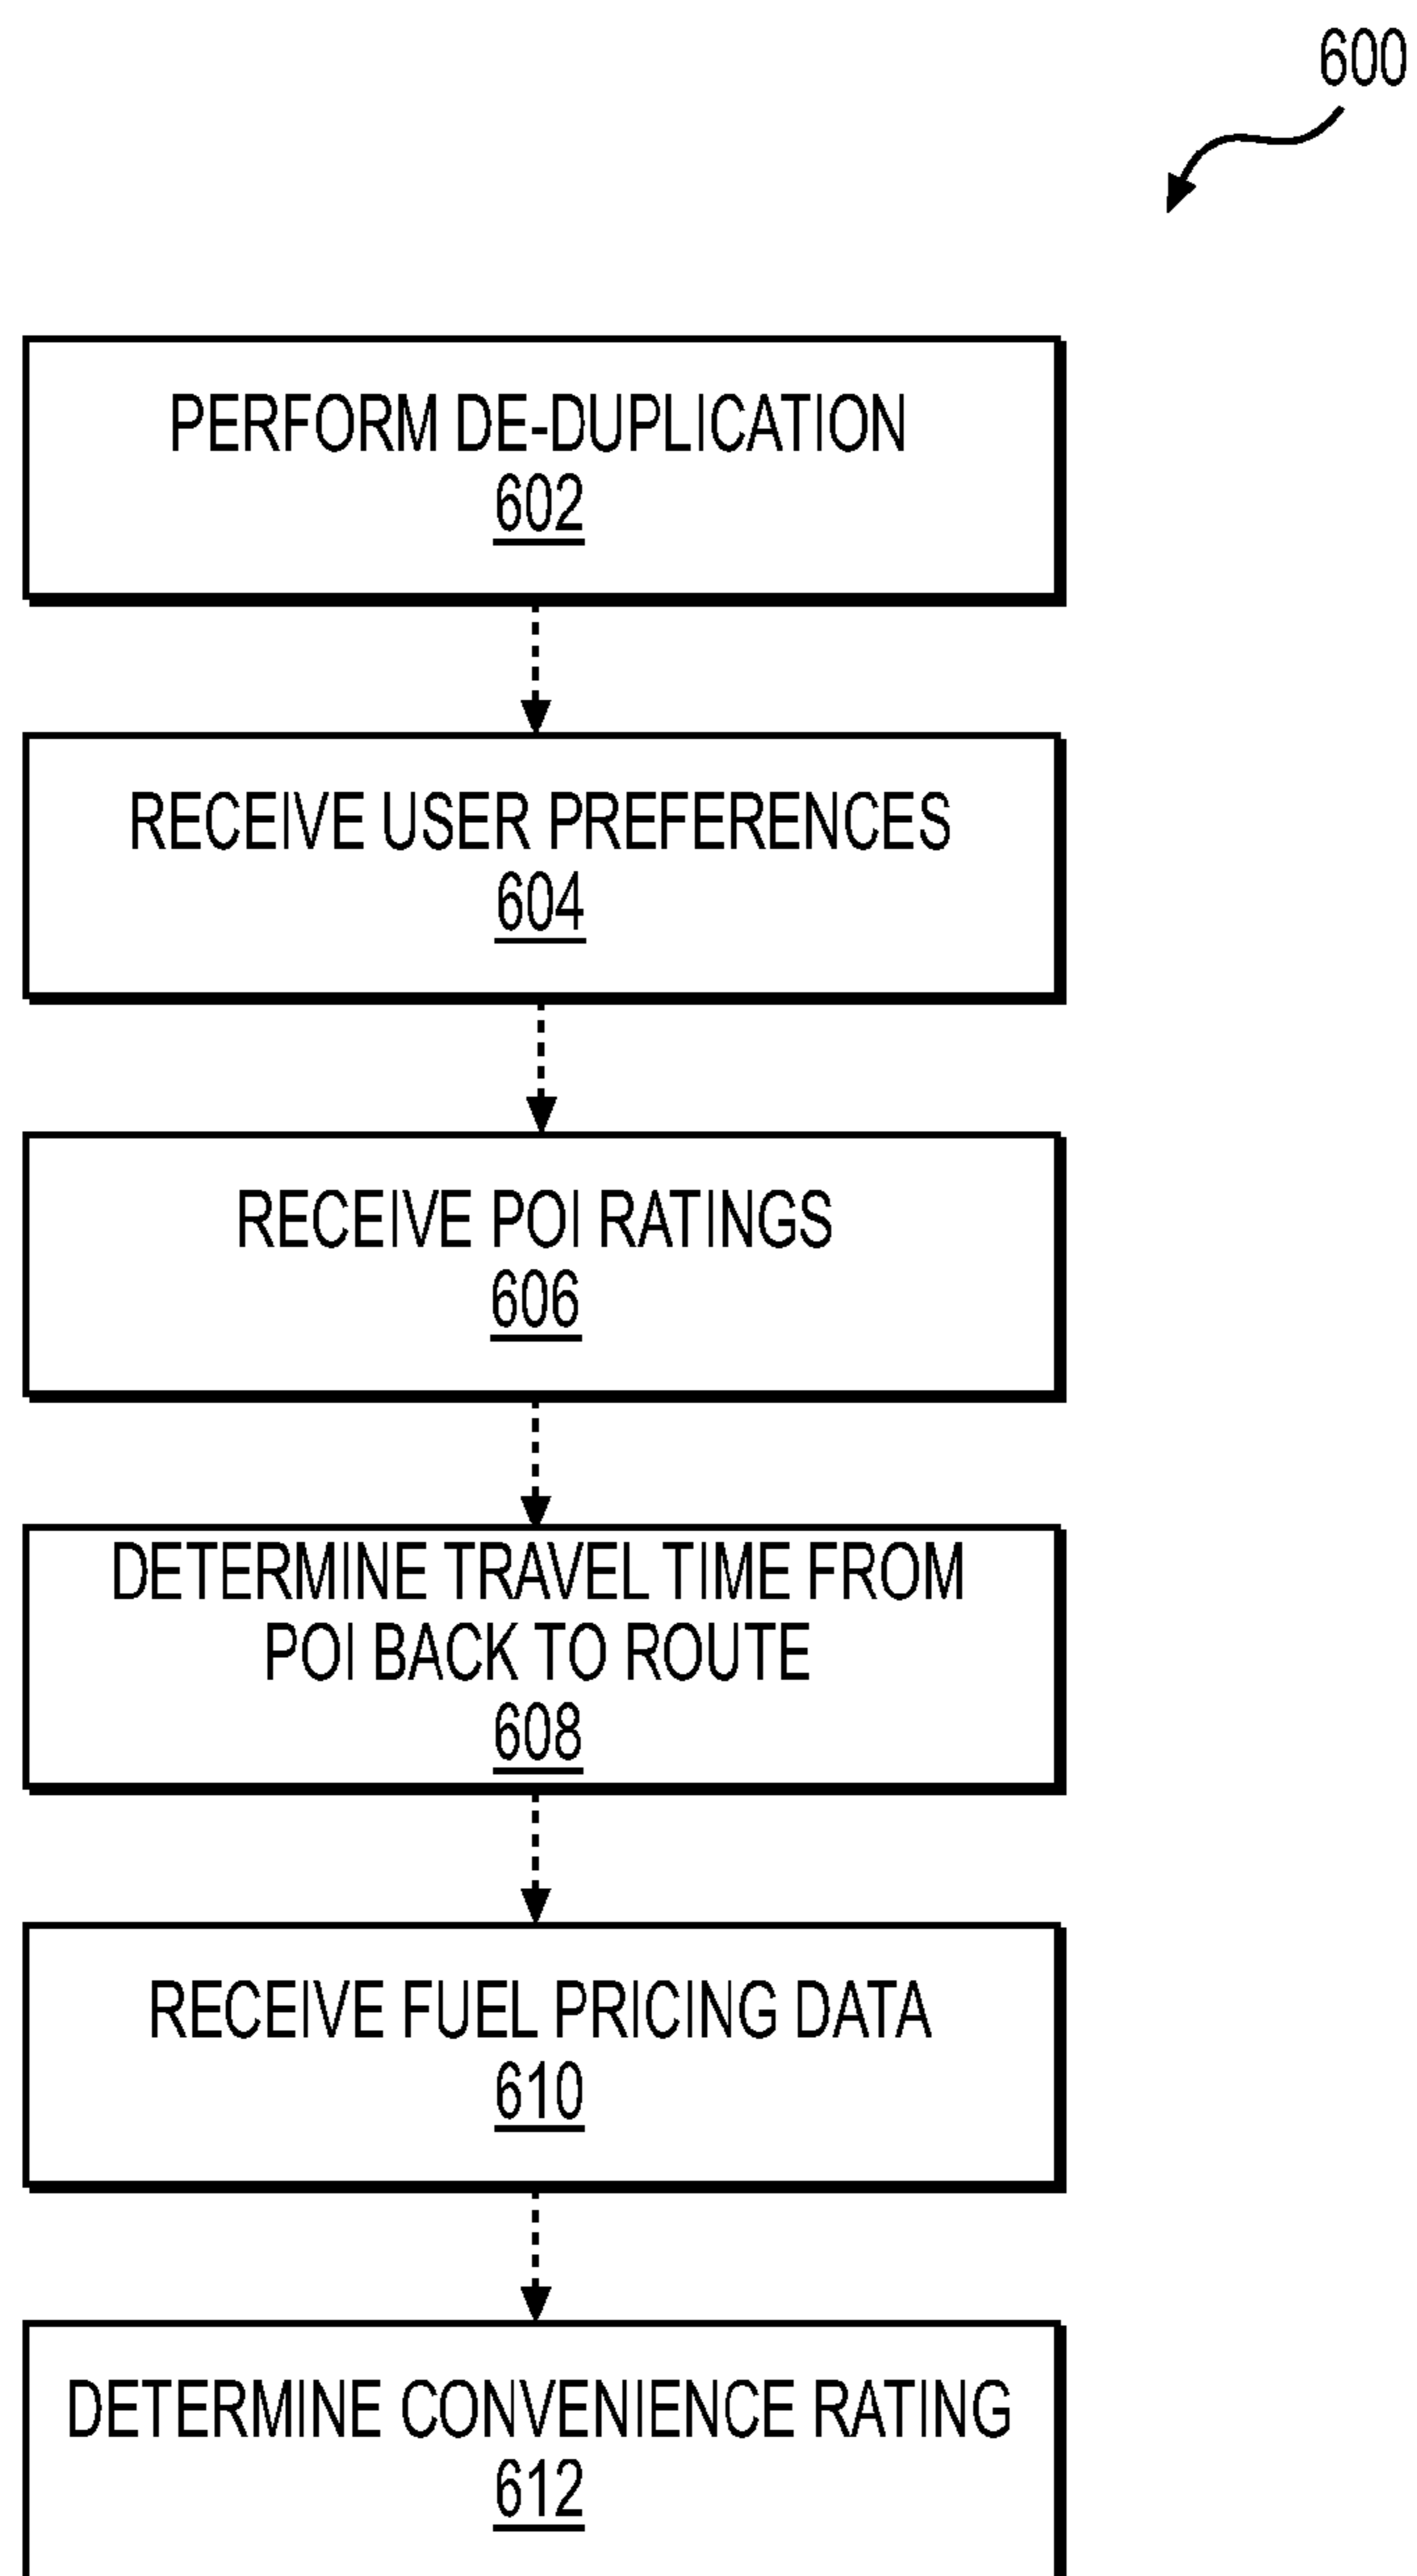 600
PERFORM DE-DUPLICATION
602
RECEIVE USER PREFERENCES
604
RECEIVE POI RATINGS
606
DETERMINE TRAVEL TIME FROM
POI BACK TO ROUTE
608
RECEIVE FUEL PRICING DATA
610
DETERMINE CONVENIENCE RATING
612